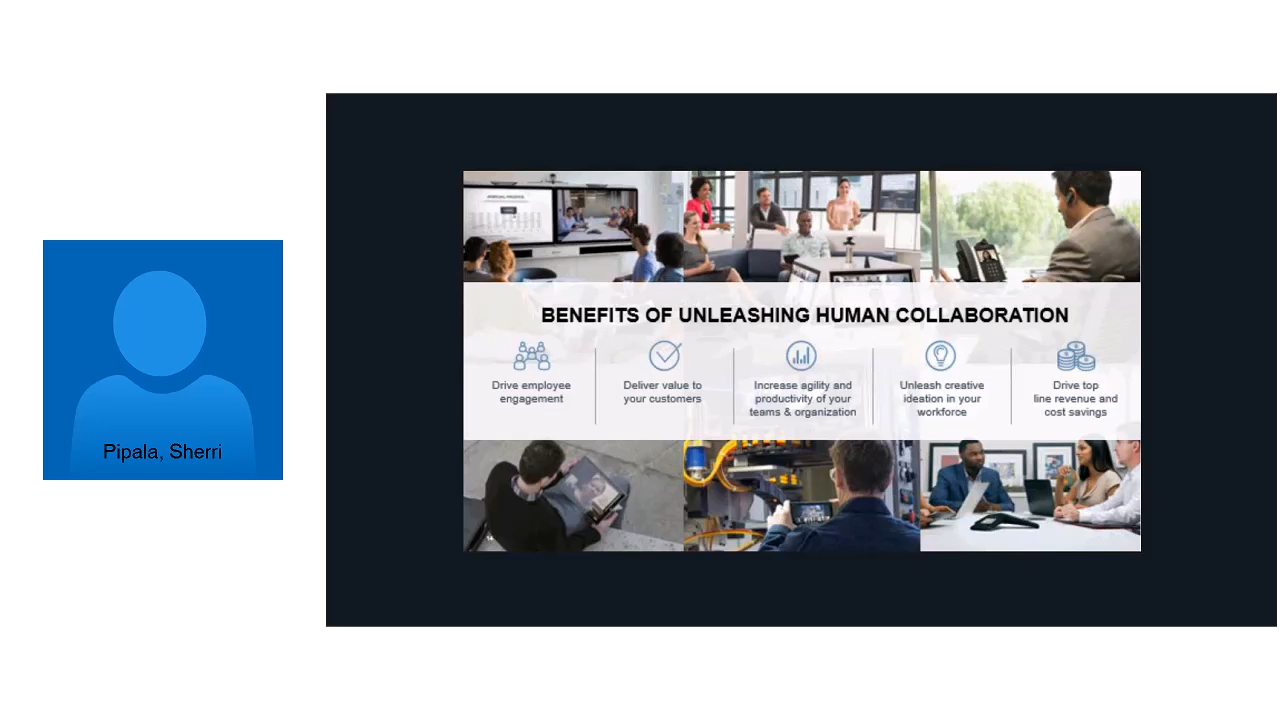 Pipala, Sherri
BENEFITS OF UNLEASHING HUMAN COLLABORATION
Drive employee
engagement
Deliver value to
your customers
Increase agility and
productivity of your
teams & organization
Unleash creative
ideation in your
workforce
Drive top
line revenue and
cost savings